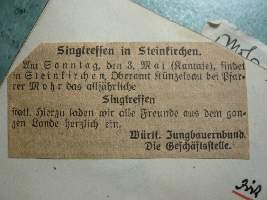 Singtreffen in Steinkirchen.
Am Sonntag, den 3. Mai (Kantate), findet
in Steinkirchen, Oberamt Künzelsau bei Pfar-
rer Mohr das alljährliche
Singtreffen
statt. Hierzu laden wir alle Freunde aus dem gan-
zen Lande herzlich ein.
Württ. Jungbauernbund.
Die Geschäftsstelle.